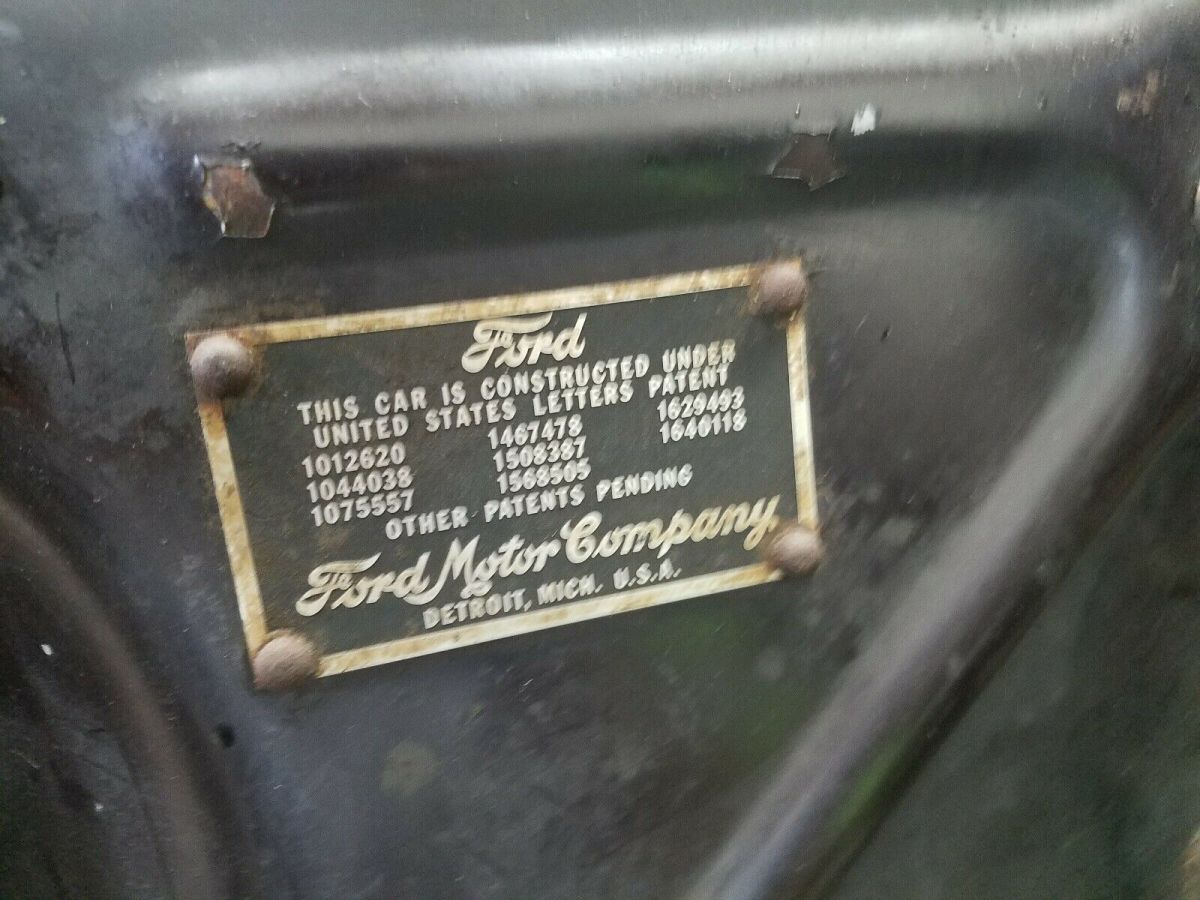 Ford
THIS CAR IS CONSTRUCTED UNDER
UNITED STATES LETTERS PATENT
1012620 1467478 1629493
1044038 1508387 1640118
1075557 1568505
OTHER PATENTS PENDING
Ford Motor Company,
DETROIT, MICH. U.S.A.